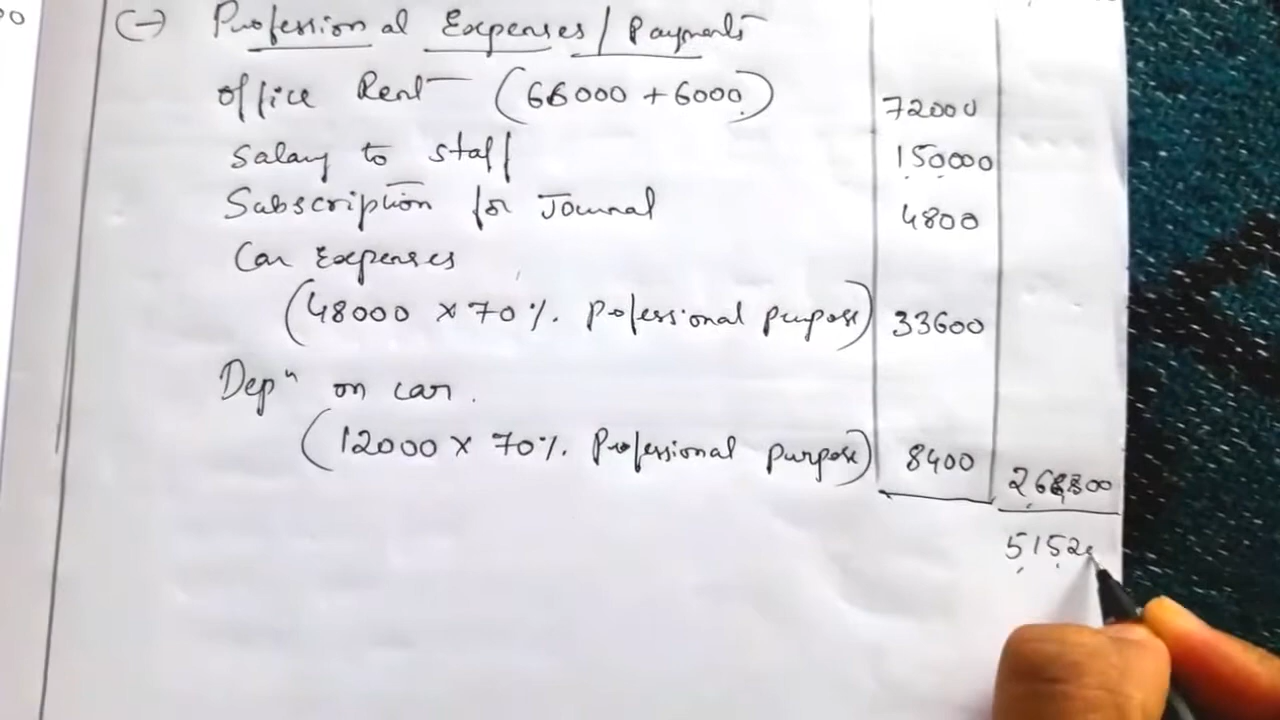 (-) Professional Expenses / Payments
office Rent (66000 + 6000) 72000
Salary to staff 150000
Subscription for Journal 4800
Car Expenses
(48000 x 70%. Pofessional purpose) 33600
Depn on car.
(12000 x 70%. Professional purpose) 8400 268800
5152